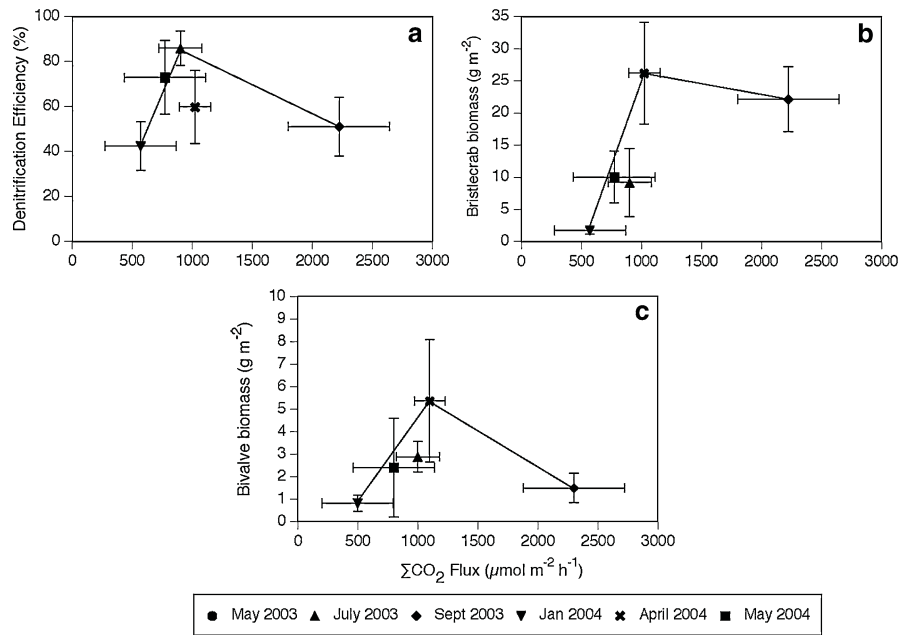 a
Denitrification Efficiency (%)
100
80
60
40
20
0
0 500 1000 1500 2000 2500 3000
b
Bristlecrab biomass (g m⁻²)
35
30
25
20
15
10
5
0
0 500 1000 1500 2000 2500 3000
c
Bivalve biomass (g m⁻²)
10
9
8
7
6
5
4
3
2
1
0
0 500 1000 1500 2000 2500 3000
∑CO₂ Flux (µmol m⁻² h⁻¹)
May 2003 July 2003 Sept 2003 Jan 2004 April 2004 May 2004